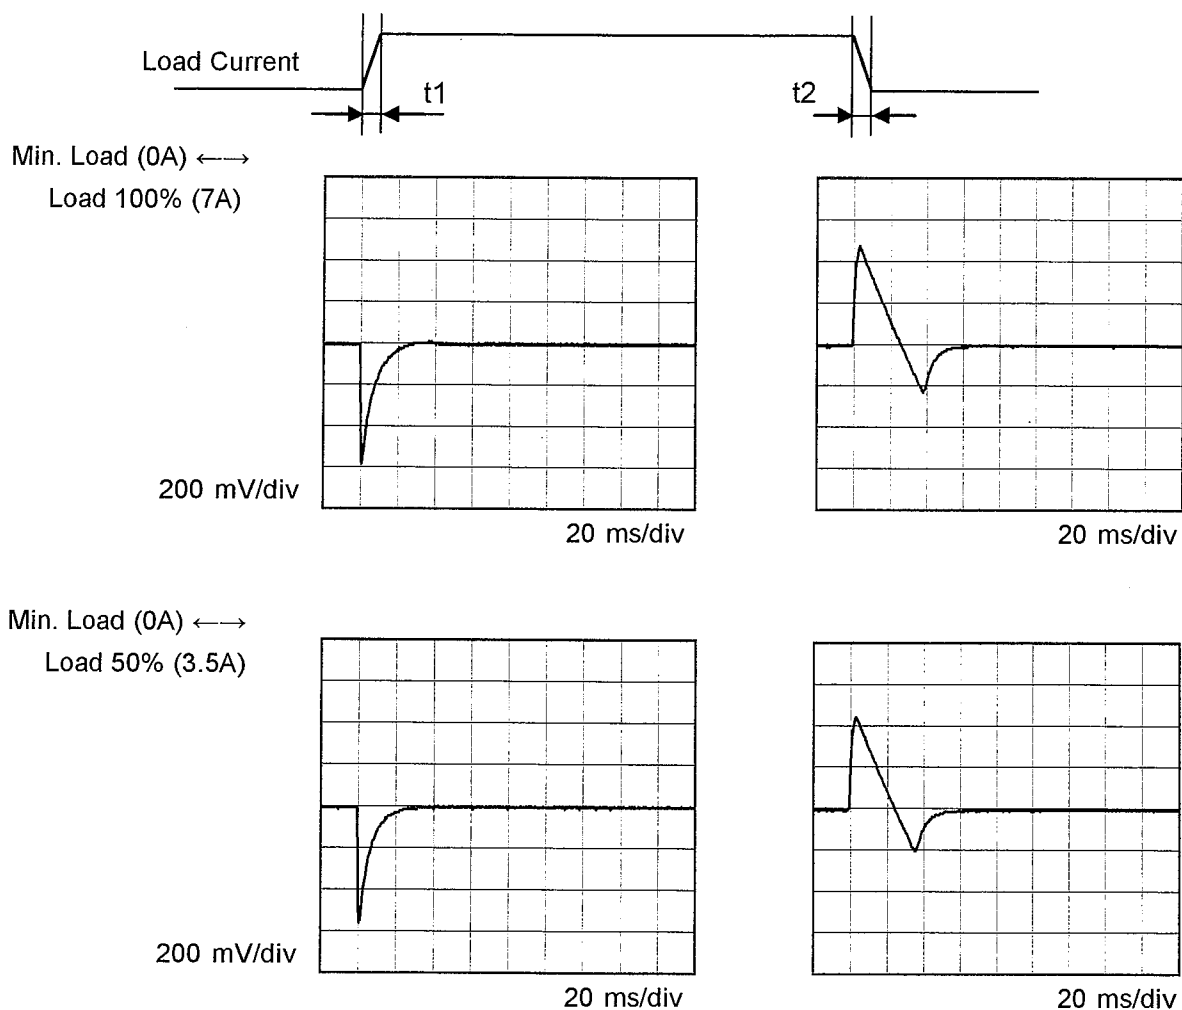 Load Current
t1
t2
Min. Load (0A) ←→
Load 100% (7A)
200 mV/div
20 ms/div
20 ms/div
Min. Load (0A) ←→
Load 50% (3.5A)
200 mV/div
20 ms/div
20 ms/div